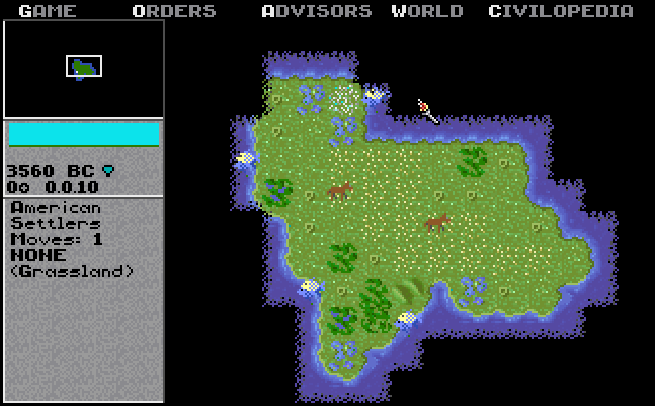 GAME ORDERS ADVISORS WORLD CIVILOPEDIA
3560 BC
0 0.0.10
American
Settlers
Moves: 1
NONE
(Grassland)